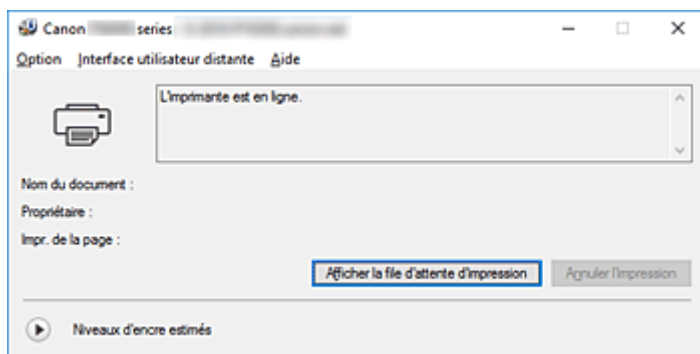 Canon series
Option Interface utilisateur distante Aide
L'imprimante est en ligne.
Nom du document :
Propriétaire :
Impr. de la page :
Afficher la file d'attente d'impression Annuler l'impression
Niveaux d'encre estimés